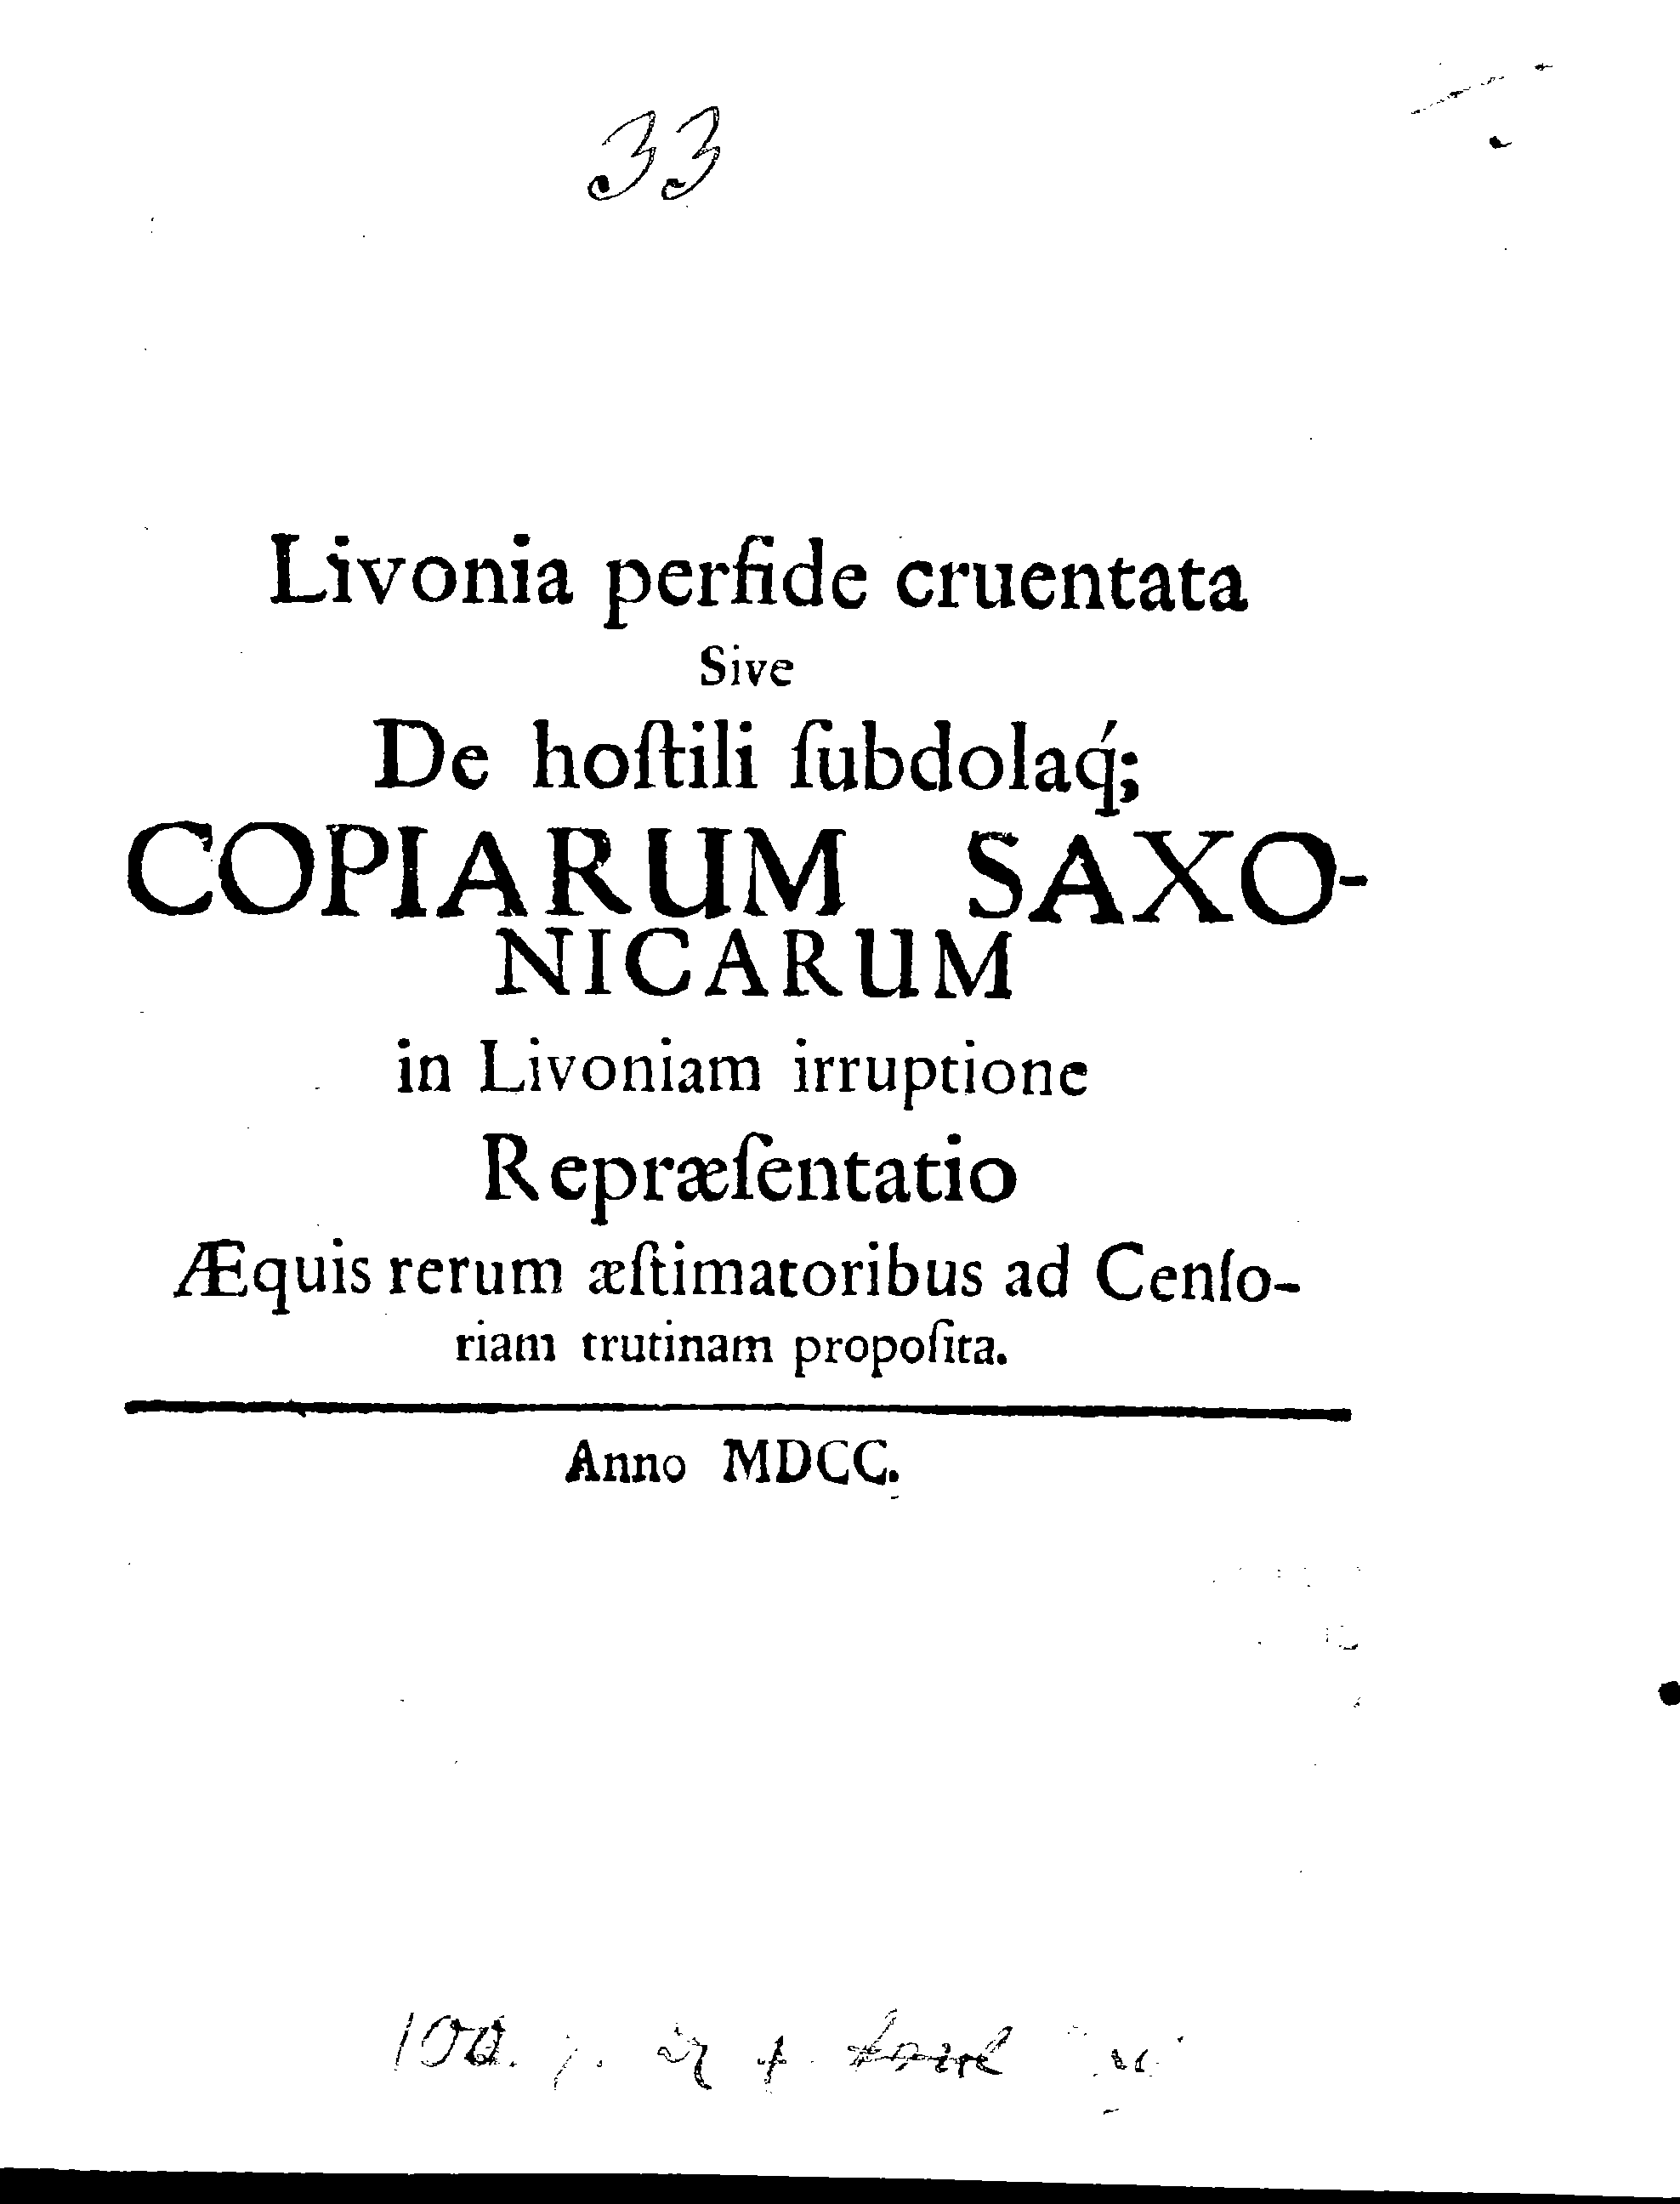 33
Livonia perfide cruentata
Sive
De hoſtili ſubdolaq́;
COPIARUM SAXO-
NICARUM
in Livoniam irruptione
Repræſentatio
Æquis rerum æſtimatoribus ad Cenſo-
riam trutinam propoſita.
Anno MDCC.